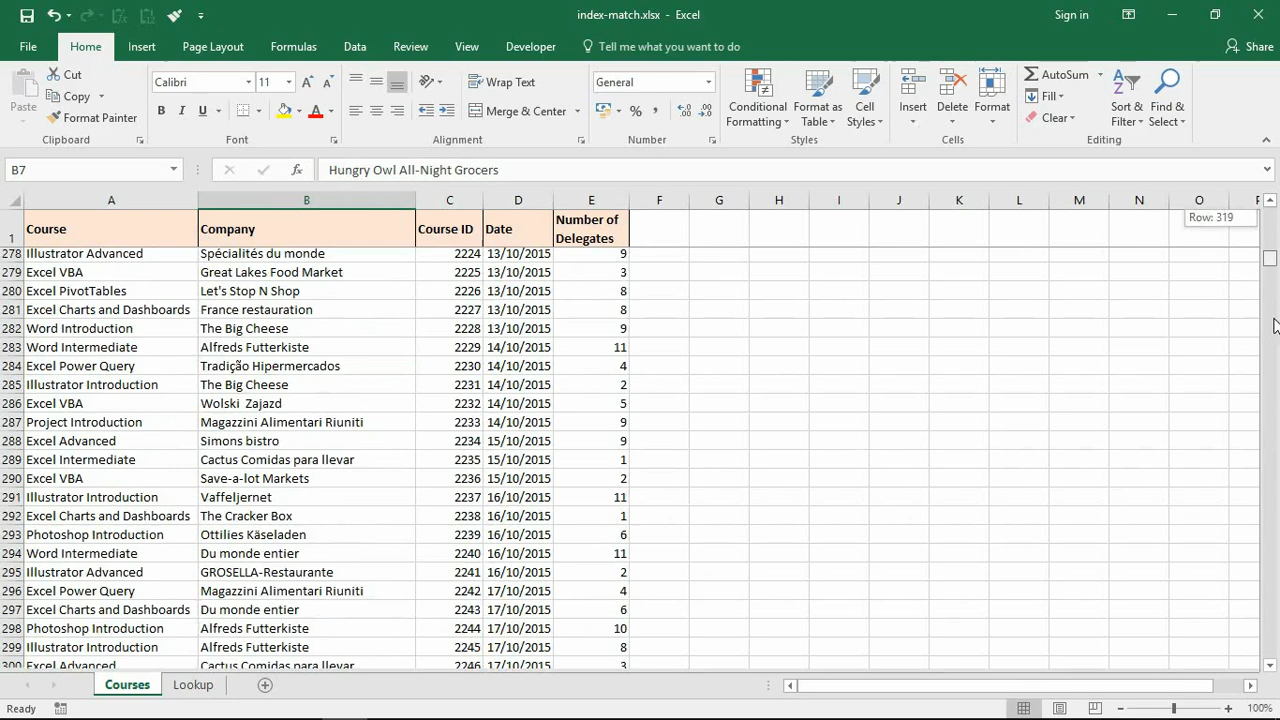 index-match.xlsx - Excel
Sign in
File Home Insert Page Layout Formulas Data Review View Developer Tell me what you want to do Share
Paste
Cut
Copy
Format Painter
Clipboard
Calibri 11
B I U
Font
Wrap Text
Merge & Center
Alignment
General
Number
Conditional Formatting
Format as Table
Cell Styles
Styles
Insert
Delete
Format
Cells
AutoSum
Fill
Clear
Sort & Filter
Find & Select
Editing
B7 fx Hungry Owl All-Night Grocers
A B C D E F G H I J K L M N O
1 Course Company Course ID Date Number of Delegates
Row: 319
278 Illustrator Advanced Spécialités du monde 2224 13/10/2015 9
279 Excel VBA Great Lakes Food Market 2225 13/10/2015 3
280 Excel PivotTables Let's Stop N Shop 2226 13/10/2015 8
281 Excel Charts and Dashboards France restauration 2227 13/10/2015 8
282 Word Introduction The Big Cheese 2228 13/10/2015 9
283 Word Intermediate Alfreds Futterkiste 2229 14/10/2015 11
284 Excel Power Query Tradição Hipermercados 2230 14/10/2015 4
285 Illustrator Introduction The Big Cheese 2231 14/10/2015 2
286 Excel VBA Wolski  Zajazd 2232 14/10/2015 5
287 Project Introduction Magazzini Alimentari Riuniti 2233 14/10/2015 9
288 Excel Advanced Simons bistro 2234 15/10/2015 9
289 Excel Intermediate Cactus Comidas para llevar 2235 15/10/2015 1
290 Excel VBA Save-a-lot Markets 2236 15/10/2015 2
291 Illustrator Introduction Vaffeljernet 2237 16/10/2015 11
292 Excel Charts and Dashboards The Cracker Box 2238 16/10/2015 1
293 Photoshop Introduction Ottilies Käseladen 2239 16/10/2015 6
294 Word Intermediate Du monde entier 2240 16/10/2015 11
295 Illustrator Advanced GROSELLA-Restaurante 2241 16/10/2015 2
296 Excel Power Query Magazzini Alimentari Riuniti 2242 17/10/2015 4
297 Excel Charts and Dashboards Du monde entier 2243 17/10/2015 6
298 Photoshop Introduction Alfreds Futterkiste 2244 17/10/2015 10
299 Illustrator Introduction Alfreds Futterkiste 2245 17/10/2015 8
300 Excel Advanced Cactus Comidas para llevar 2246 17/10/2015 3
Courses Lookup
Ready
100%